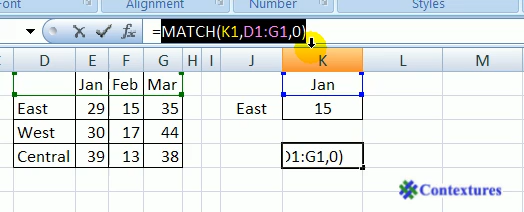 Font Alignment Number Styles
=MATCH(K1,D1:G1,0)
D E F G H I J K L M
Jan Feb Mar Jan
East 29 15 35 East 15
West 30 17 44
Central 39 13 38 D1:G1,0)
Contextures